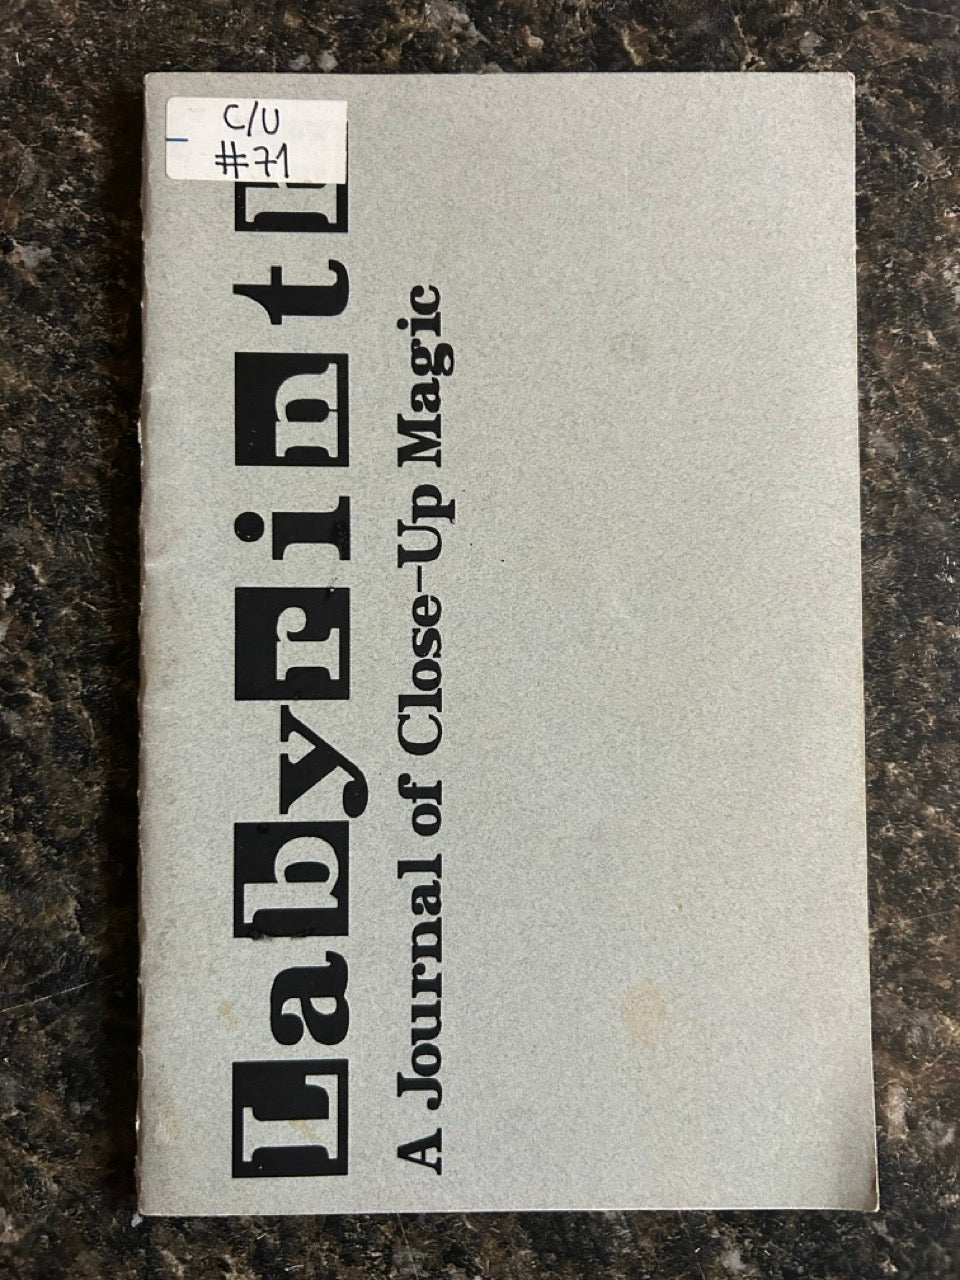 C/U
#71
Labyrinth
A Journal of Close-Up Magic